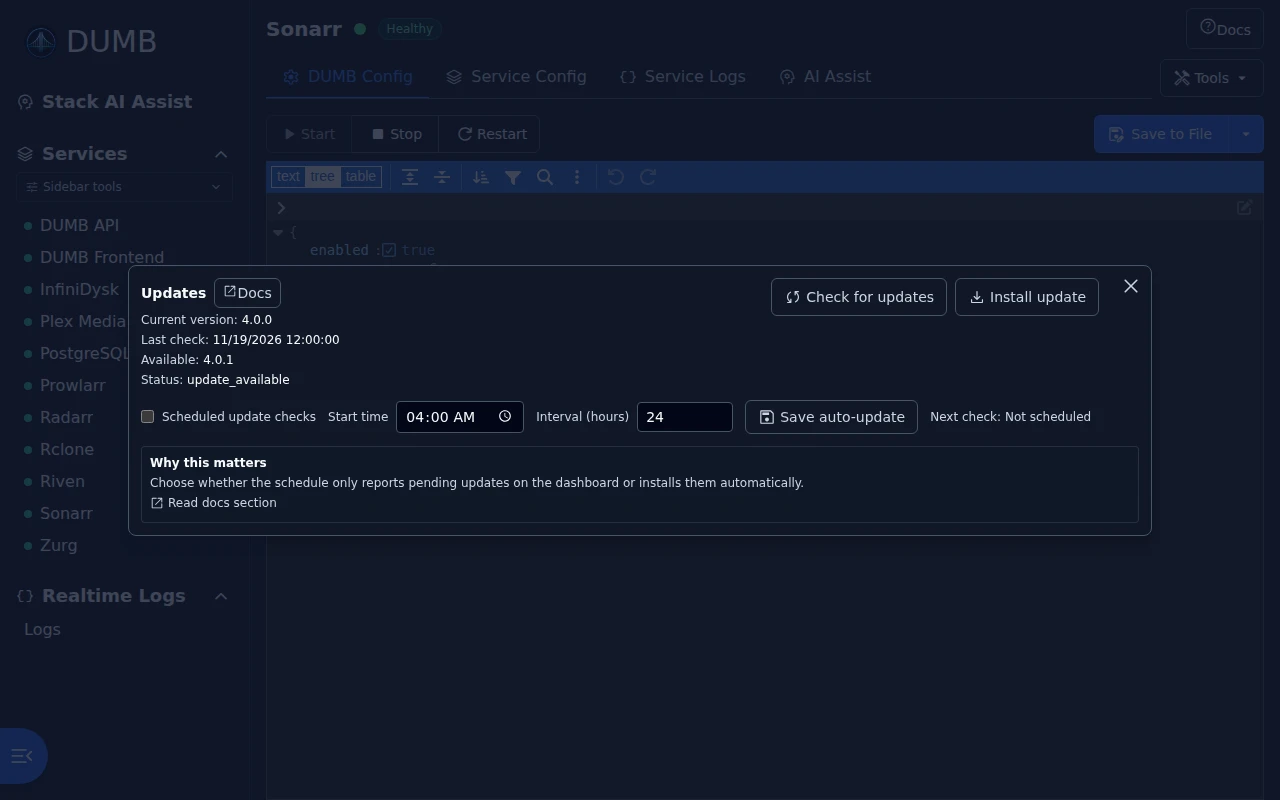 DUMB
Stack AI Assist
Services
Sidebar tools
DUMB API
DUMB Frontend
InfiniDysk
Plex Media
PostgreSQL
Prowlarr
Radarr
Rclone
Riven
Sonarr
Zurg
Realtime Logs
Logs
Sonarr
Healthy
Docs
DUMB Config
Service Config
Service Logs
AI Assist
Tools
Start
Stop
Restart
Save to File
text
tree
table
{
enabled : true
Updates
Docs
Check for updates
Install update
Current version: 4.0.0
Last check: 11/19/2026 12:00:00
Available: 4.0.1
Status: update_available
Scheduled update checks
Start time
04:00 AM
Interval (hours)
24
Save auto-update
Next check: Not scheduled
Why this matters
Choose whether the schedule only reports pending updates on the dashboard or installs them automatically.
Read docs section